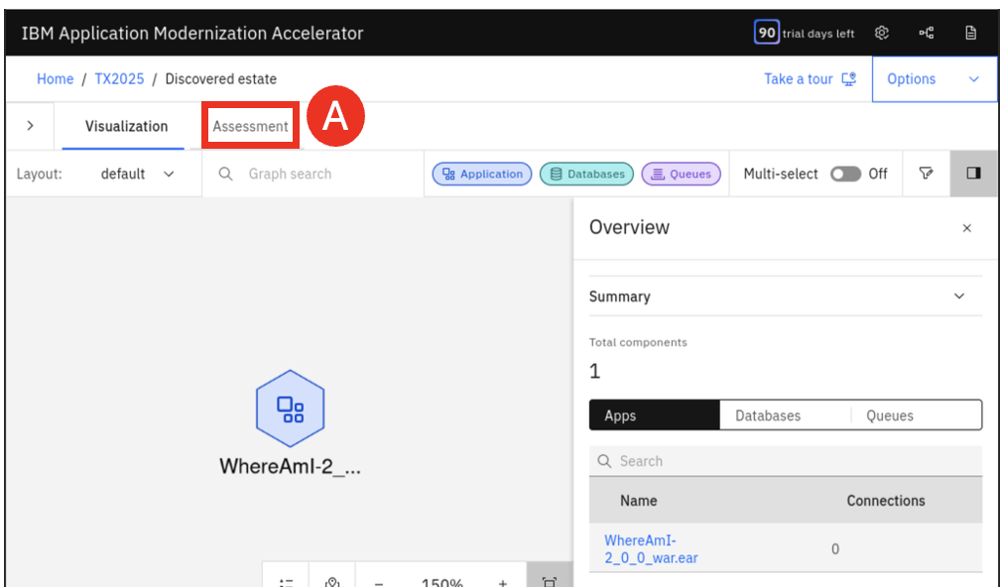 IBM Application Modernization Accelerator
90 trial days left
Home / TX2025 / Discovered estate
Take a tour
Options
Visualization
Assessment
A
Layout: default
Graph search
Application
Databases
Queues
Multi-select Off
Overview
Summary
Total components
1
Apps Databases Queues
Search
Name Connections
WhereAmI-
2_0_0_war.ear
0
WhereAmI-2_...
− 150% +